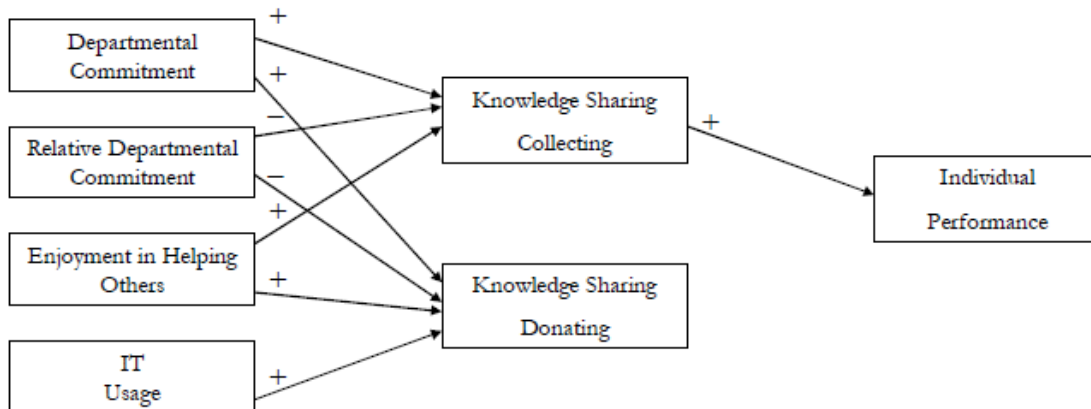 +
Departmental
Commitment
+
Knowledge Sharing
Collecting
−
+
Relative Departmental
Commitment
−
Individual
Performance
+
Enjoyment in Helping
Others
+
Knowledge Sharing
Donating
IT
Usage
+